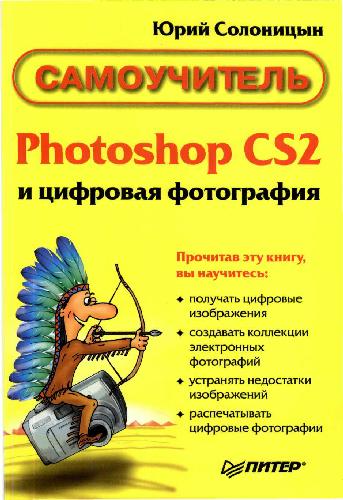 Юрий Солоницын
САМОУЧИТЕЛЬ
Photoshop CS2
и цифровая фотография
Прочитав эту книгу,
вы научитесь:
получать цифровые
изображения
создавать коллекции
электронных
фотографий
устранять недостатки
изображений
распечатывать
цифровые фотографии
ПИТЕР